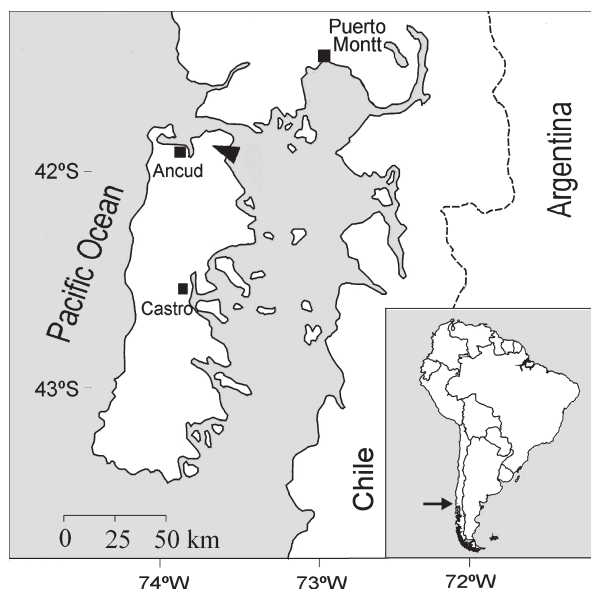 Puerto
Montt
Argentina
42ºS
Ancud
Pacific Ocean
Castro
43ºS
Chile
0 25 50 km
74ºW 73ºW 72ºW